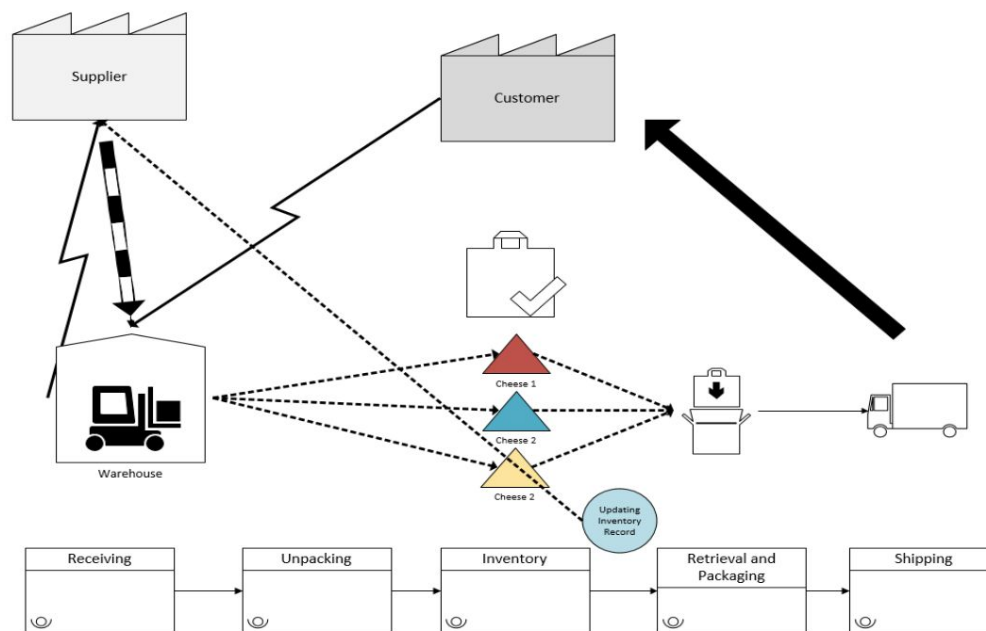 Supplier
Customer
Cheese 1
Cheese 2
Cheese 2
Warehouse
Updating
Inventory
Record
Receiving
Unpacking
Inventory
Retrieval and
Packaging
Shipping